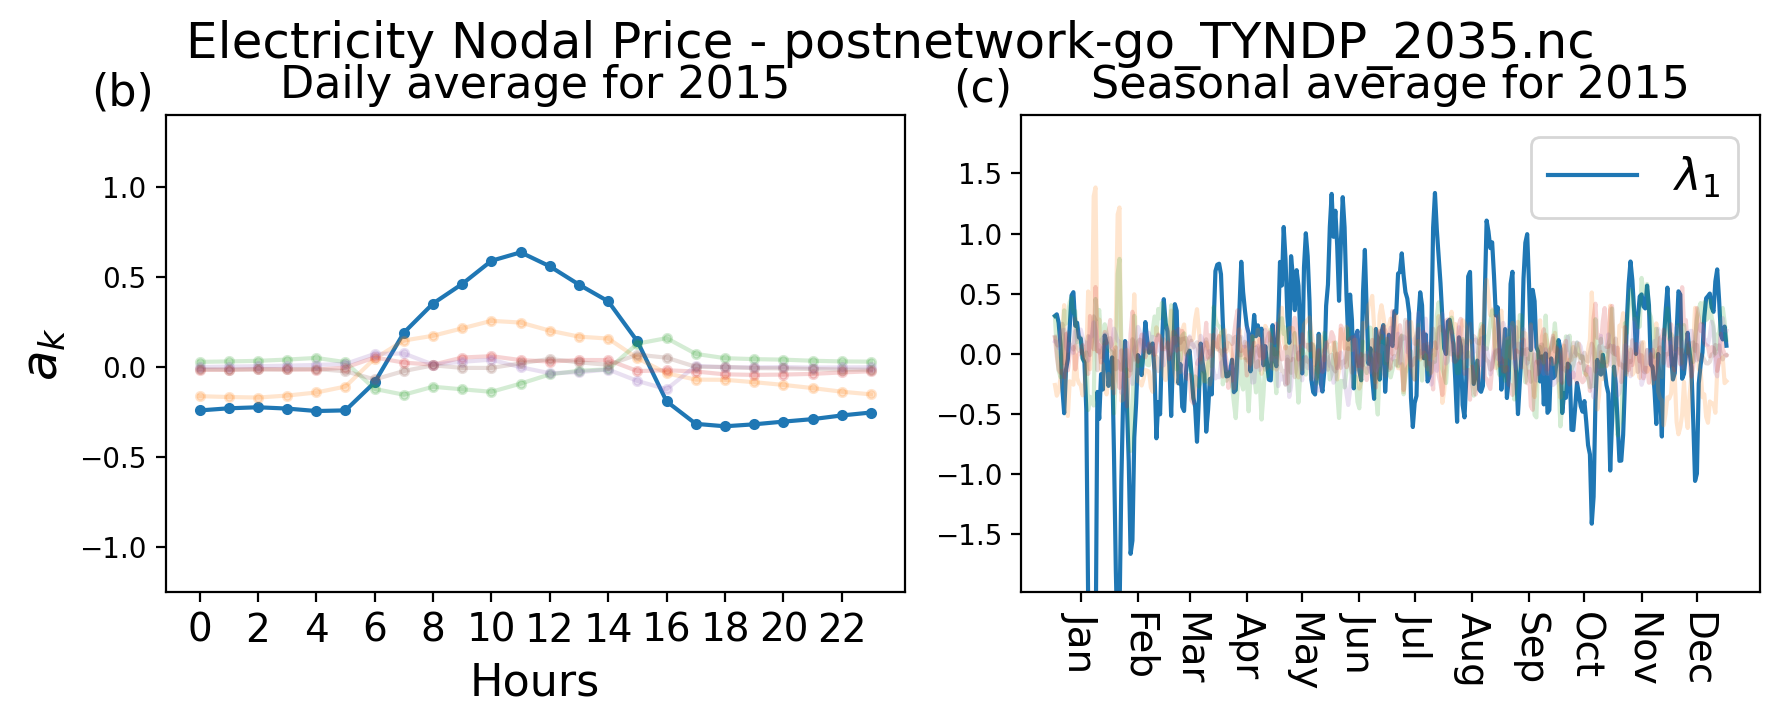 Electricity Nodal Price - postnetwork-go_TYNDP_2035.nc
(b) Daily average for 2015
1.0
0.5
0.0
−0.5
−1.0
a_k
0 2 4 6 8 10 12 14 16 18 20 22
Hours
(c) Seasonal average for 2015
λ₁
1.5
1.0
0.5
0.0
−0.5
−1.0
−1.5
Jan Feb Mar Apr May Jun Jul Aug Sep Oct Nov Dec